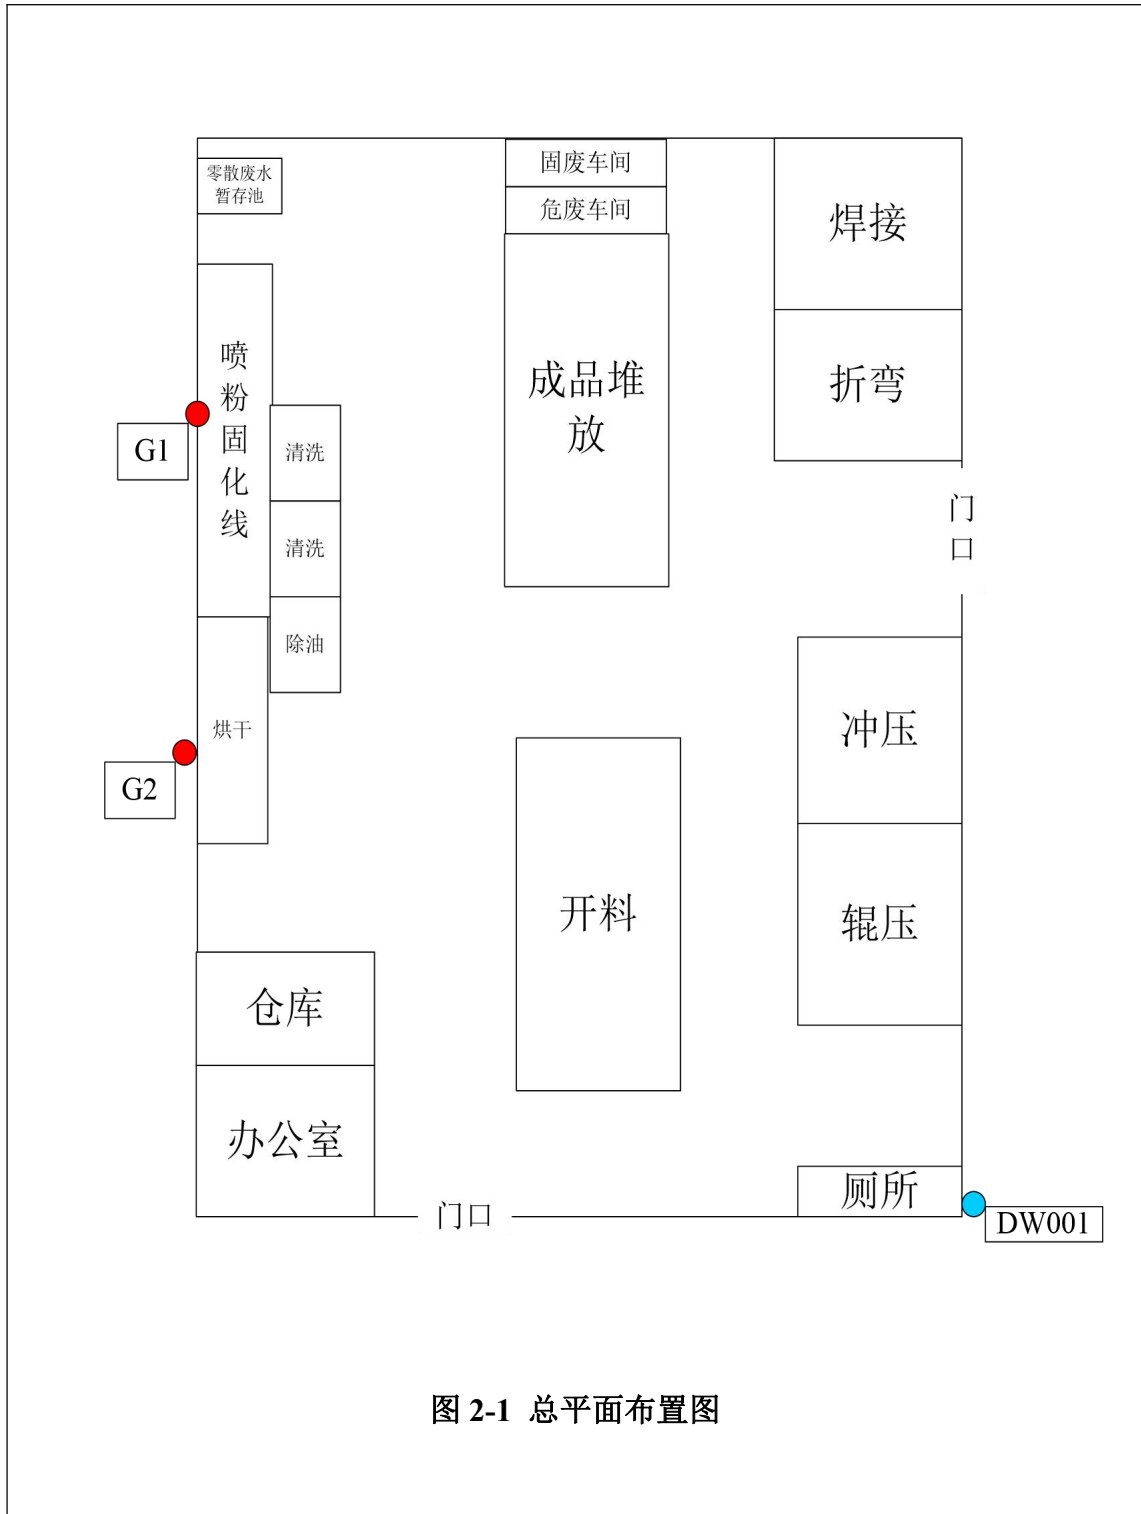 零散废水
暂存池
固废车间
危废车间
焊接
喷
粉
固
化
线
成品堆
放
折弯
G1
清洗
门
口
清洗
除油
烘干
冲压
G2
开料
辊压
仓库
办公室
厕所
门口
DW001
图 2-1 总平面布置图